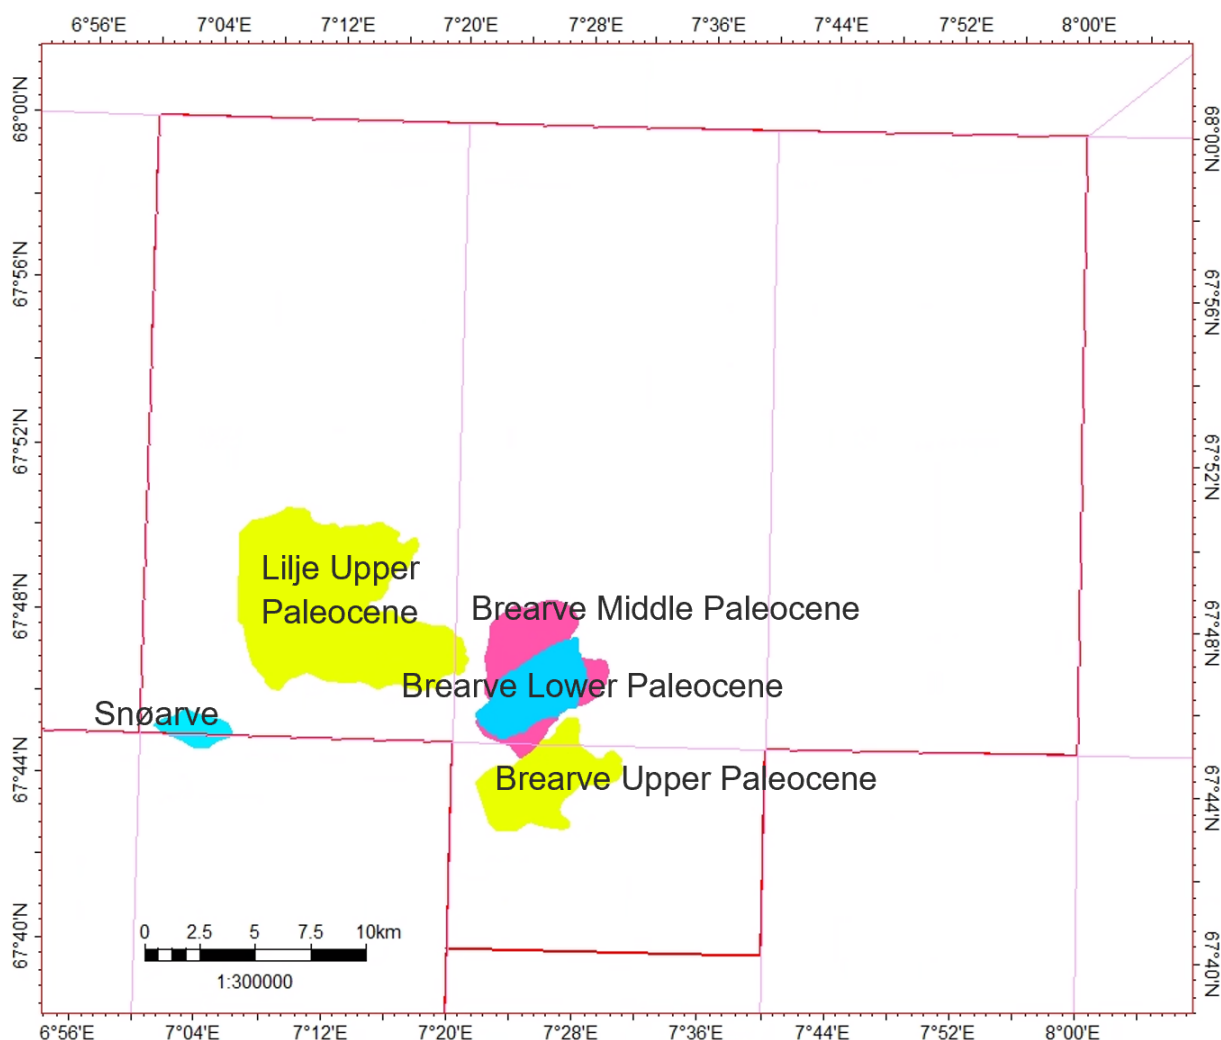 6°56'E 7°04'E 7°12'E 7°20'E 7°28'E 7°36'E 7°44'E 7°52'E 8°00'E
68°00'N
68°00'N
67°56'N
67°56'N
67°52'N
67°52'N
Lilje Upper
Paleocene
67°48'N
Brearve Middle Paleocene
67°48'N
Brearve Lower Paleocene
Snøarve
67°44'N
Brearve Upper Paleocene
67°44'N
67°40'N
0 2.5 5 7.5 10km
67°40'N
1:300000
6°56'E 7°04'E 7°12'E 7°20'E 7°28'E 7°36'E 7°44'E 7°52'E 8°00'E